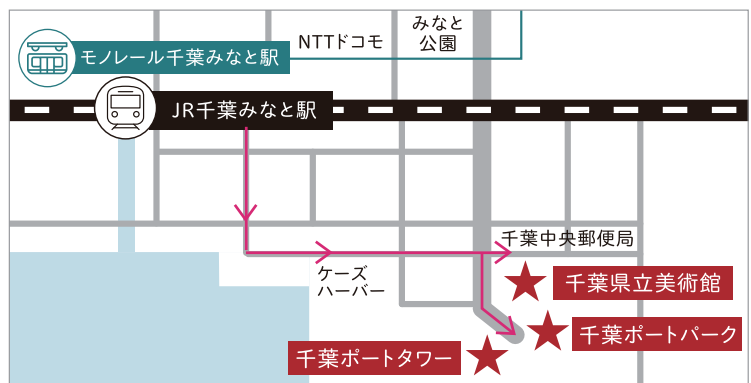 みなと
公園
NTTドコモ
モノレール千葉みなと駅
JR千葉みなと駅
千葉中央郵便局
ケーズ
ハーバー
千葉県立美術館
千葉ポートパーク
千葉ポートタワー